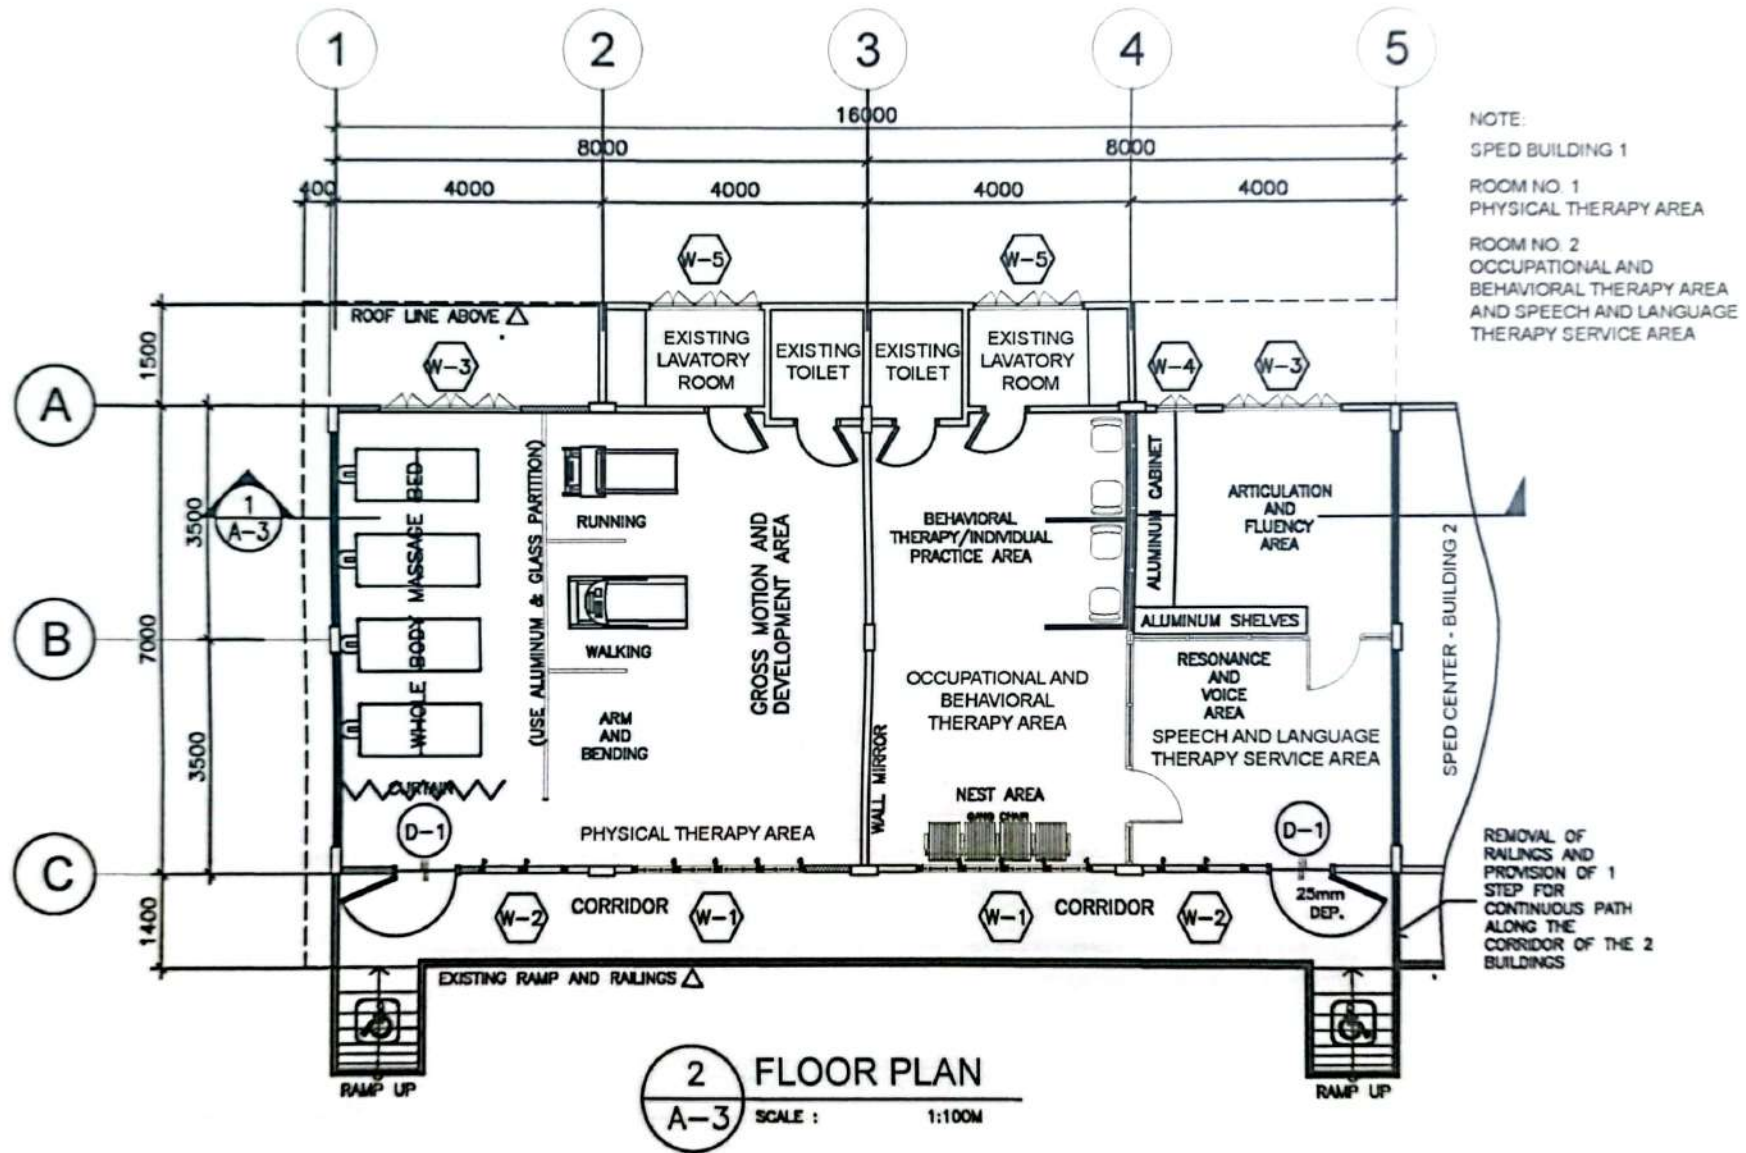 1
2
3
4
5
16000
8000
8000
400
4000
4000
4000
4000
NOTE:
SPED BUILDING 1
ROOM NO. 1
PHYSICAL THERAPY AREA
ROOM NO. 2
OCCUPATIONAL AND
BEHAVIORAL THERAPY AREA
AND SPEECH AND LANGUAGE
THERAPY SERVICE AREA
W-5
W-5
ROOF LINE ABOVE
1500
EXISTING
LAVATORY
ROOM
EXISTING
TOILET
EXISTING
TOILET
EXISTING
LAVATORY
ROOM
W-3
W-4
W-3
A
B
C
3500
7000
3500
1400
1
A-3
WHOLE BODY MASSAGE BED
(USE ALUMINUM & GLASS PARTITION)
RUNNING
WALKING
ARM
AND
BENDING
GROSS MOTION AND
DEVELOPMENT AREA
CURTAIN
D-1
PHYSICAL THERAPY AREA
WALL MIRROR
BEHAVIORAL
THERAPY/INDIVIDUAL
PRACTICE AREA
OCCUPATIONAL AND
BEHAVIORAL
THERAPY AREA
NEST AREA
GANG CHAIR
ALUMINUM CABINET
ALUMINUM SHELVES
ARTICULATION
AND
FLUENCY
AREA
RESONANCE
AND
VOICE
AREA
SPEECH AND LANGUAGE
THERAPY SERVICE AREA
D-1
SPED CENTER - BUILDING 2
25mm
DEP.
W-2
CORRIDOR
W-1
W-1
CORRIDOR
W-2
REMOVAL OF
RAILINGS AND
PROVISION OF 1
STEP FOR
CONTINUOUS PATH
ALONG THE
CORRIDOR OF THE 2
BUILDINGS
EXISTING RAMP AND RAILINGS
RAMP UP
RAMP UP
2
A-3
FLOOR PLAN
SCALE : 1:100M